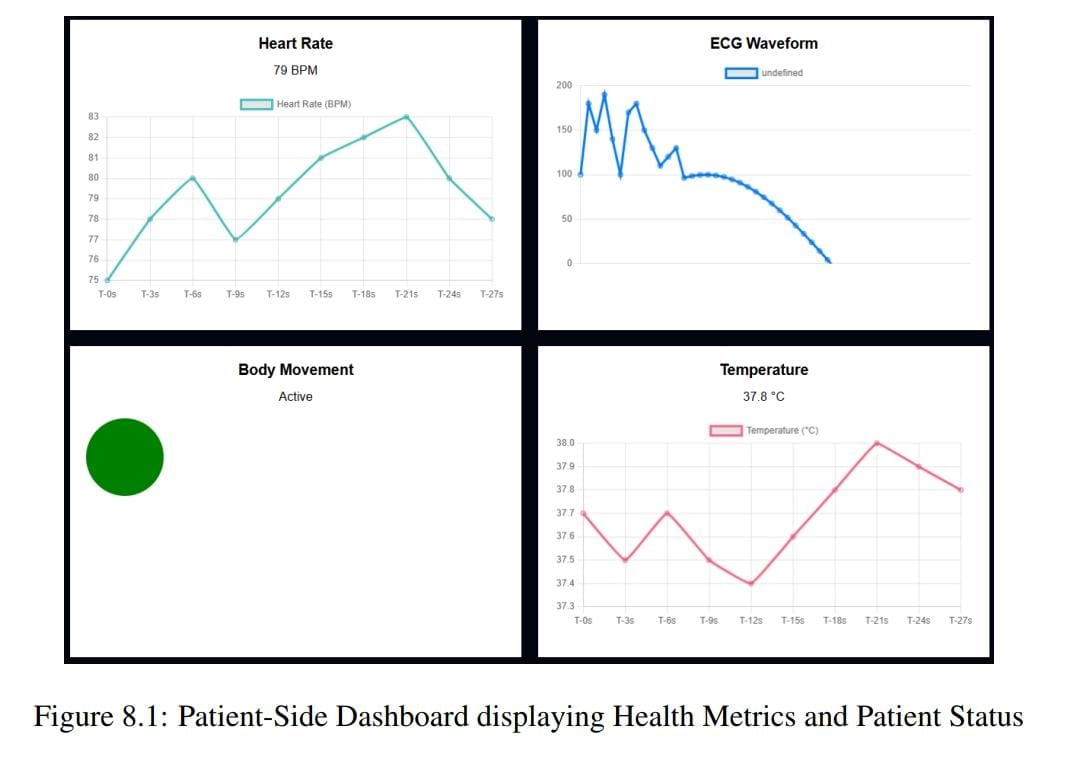 Heart Rate
79 BPM
Heart Rate (BPM)
83
82
81
80
79
78
77
76
75
T-0s T-3s T-6s T-9s T-12s T-15s T-18s T-21s T-24s T-27s
ECG Waveform
undefined
200
150
100
50
0
Body Movement
Active
Temperature
37.8 °C
Temperature (°C)
38.0
37.9
37.8
37.7
37.6
37.5
37.4
37.3
T-0s T-3s T-6s T-9s T-12s T-15s T-18s T-21s T-24s T-27s
Figure 8.1: Patient-Side Dashboard displaying Health Metrics and Patient Status